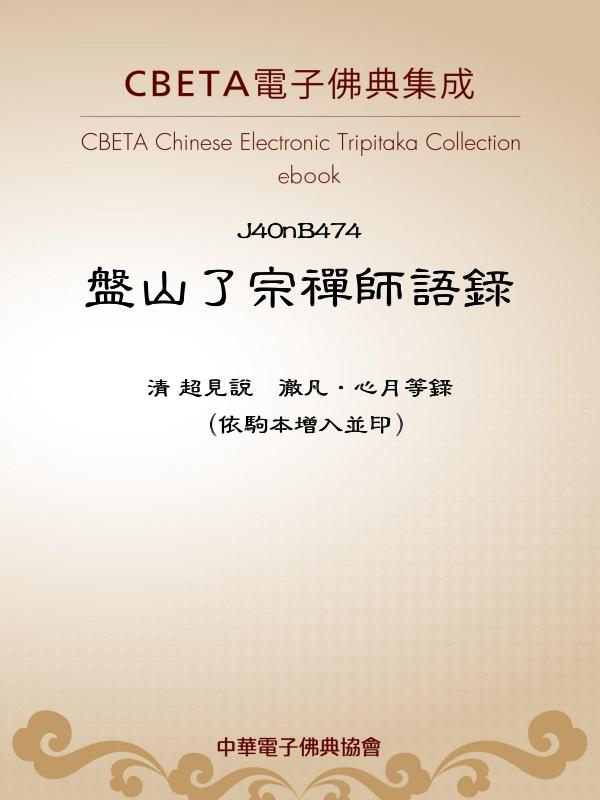 CBETA電子佛典集成
CBETA Chinese Electronic Tripitaka Collection
ebook
J40nB474
盤山了宗禪師語錄
清 超見說　澈凡．心月等錄
(依駒本增入並印)
中華電子佛典協會